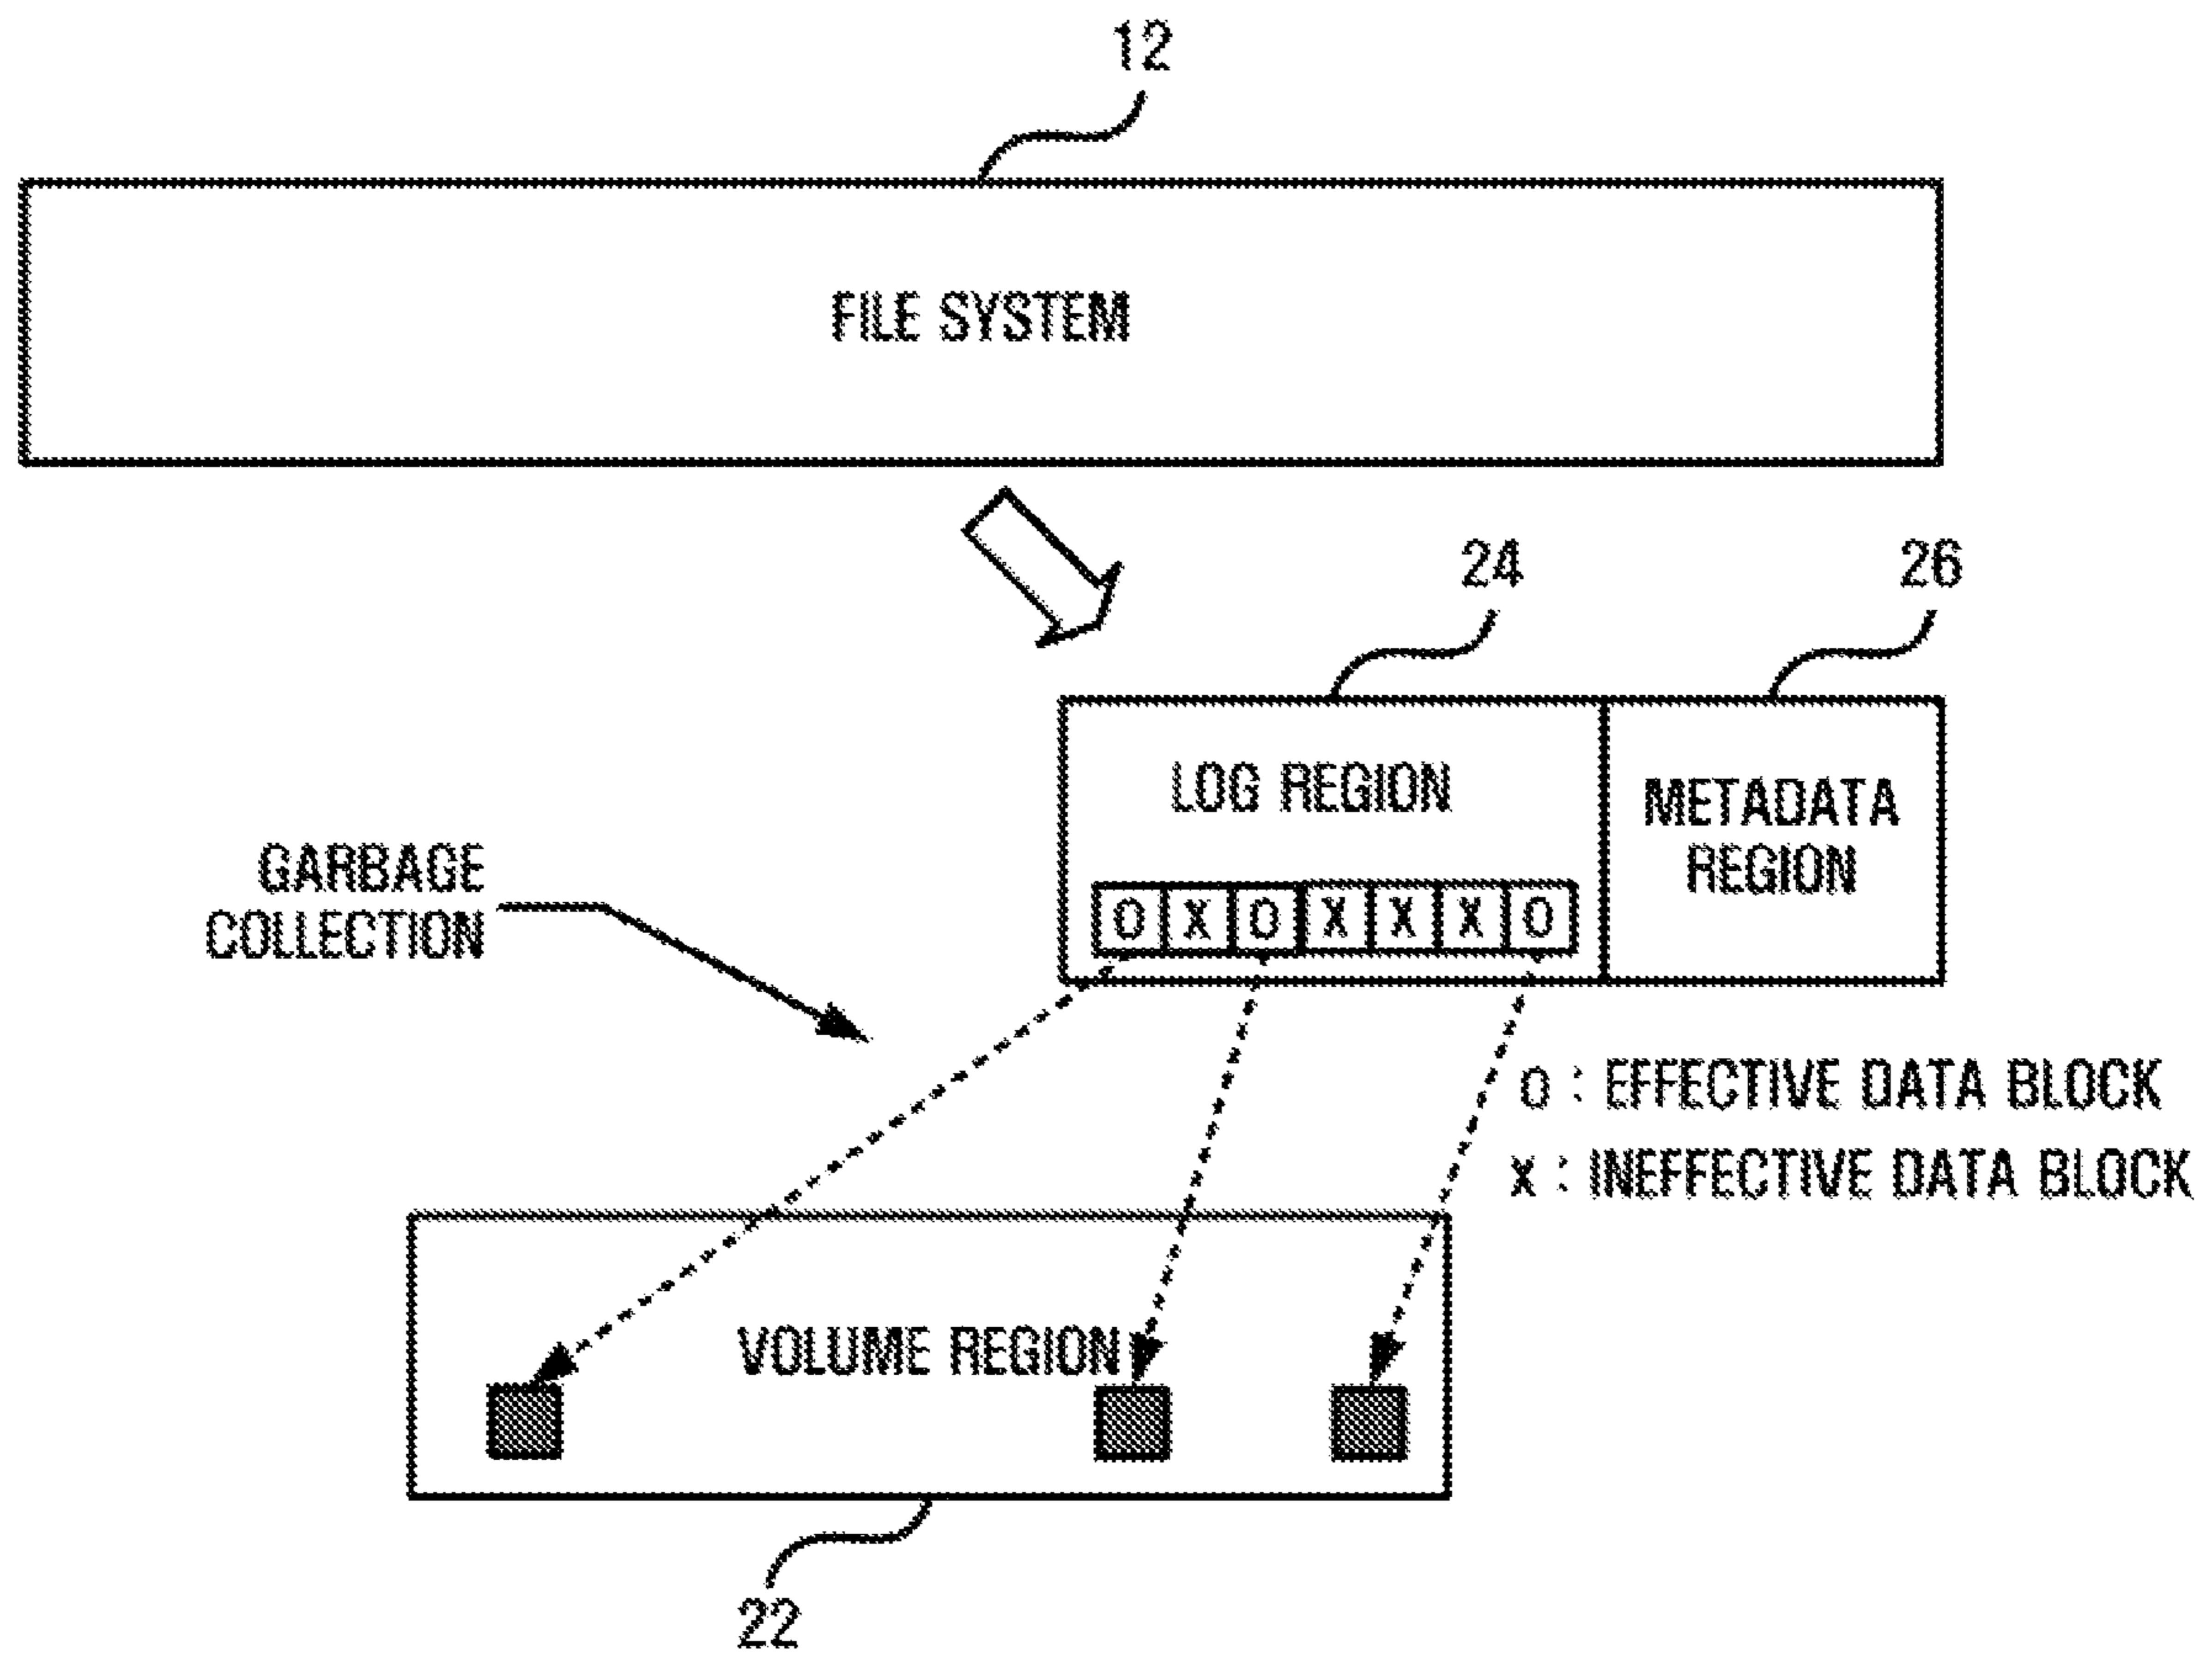 12
FILE SYSTEM
24
26
LOG REGION
METADATA
REGION
GARBAGE
COLLECTION
O X O X X X O
O : EFFECTIVE DATA BLOCK
X : INEFFECTIVE DATA BLOCK
VOLUME REGION
22